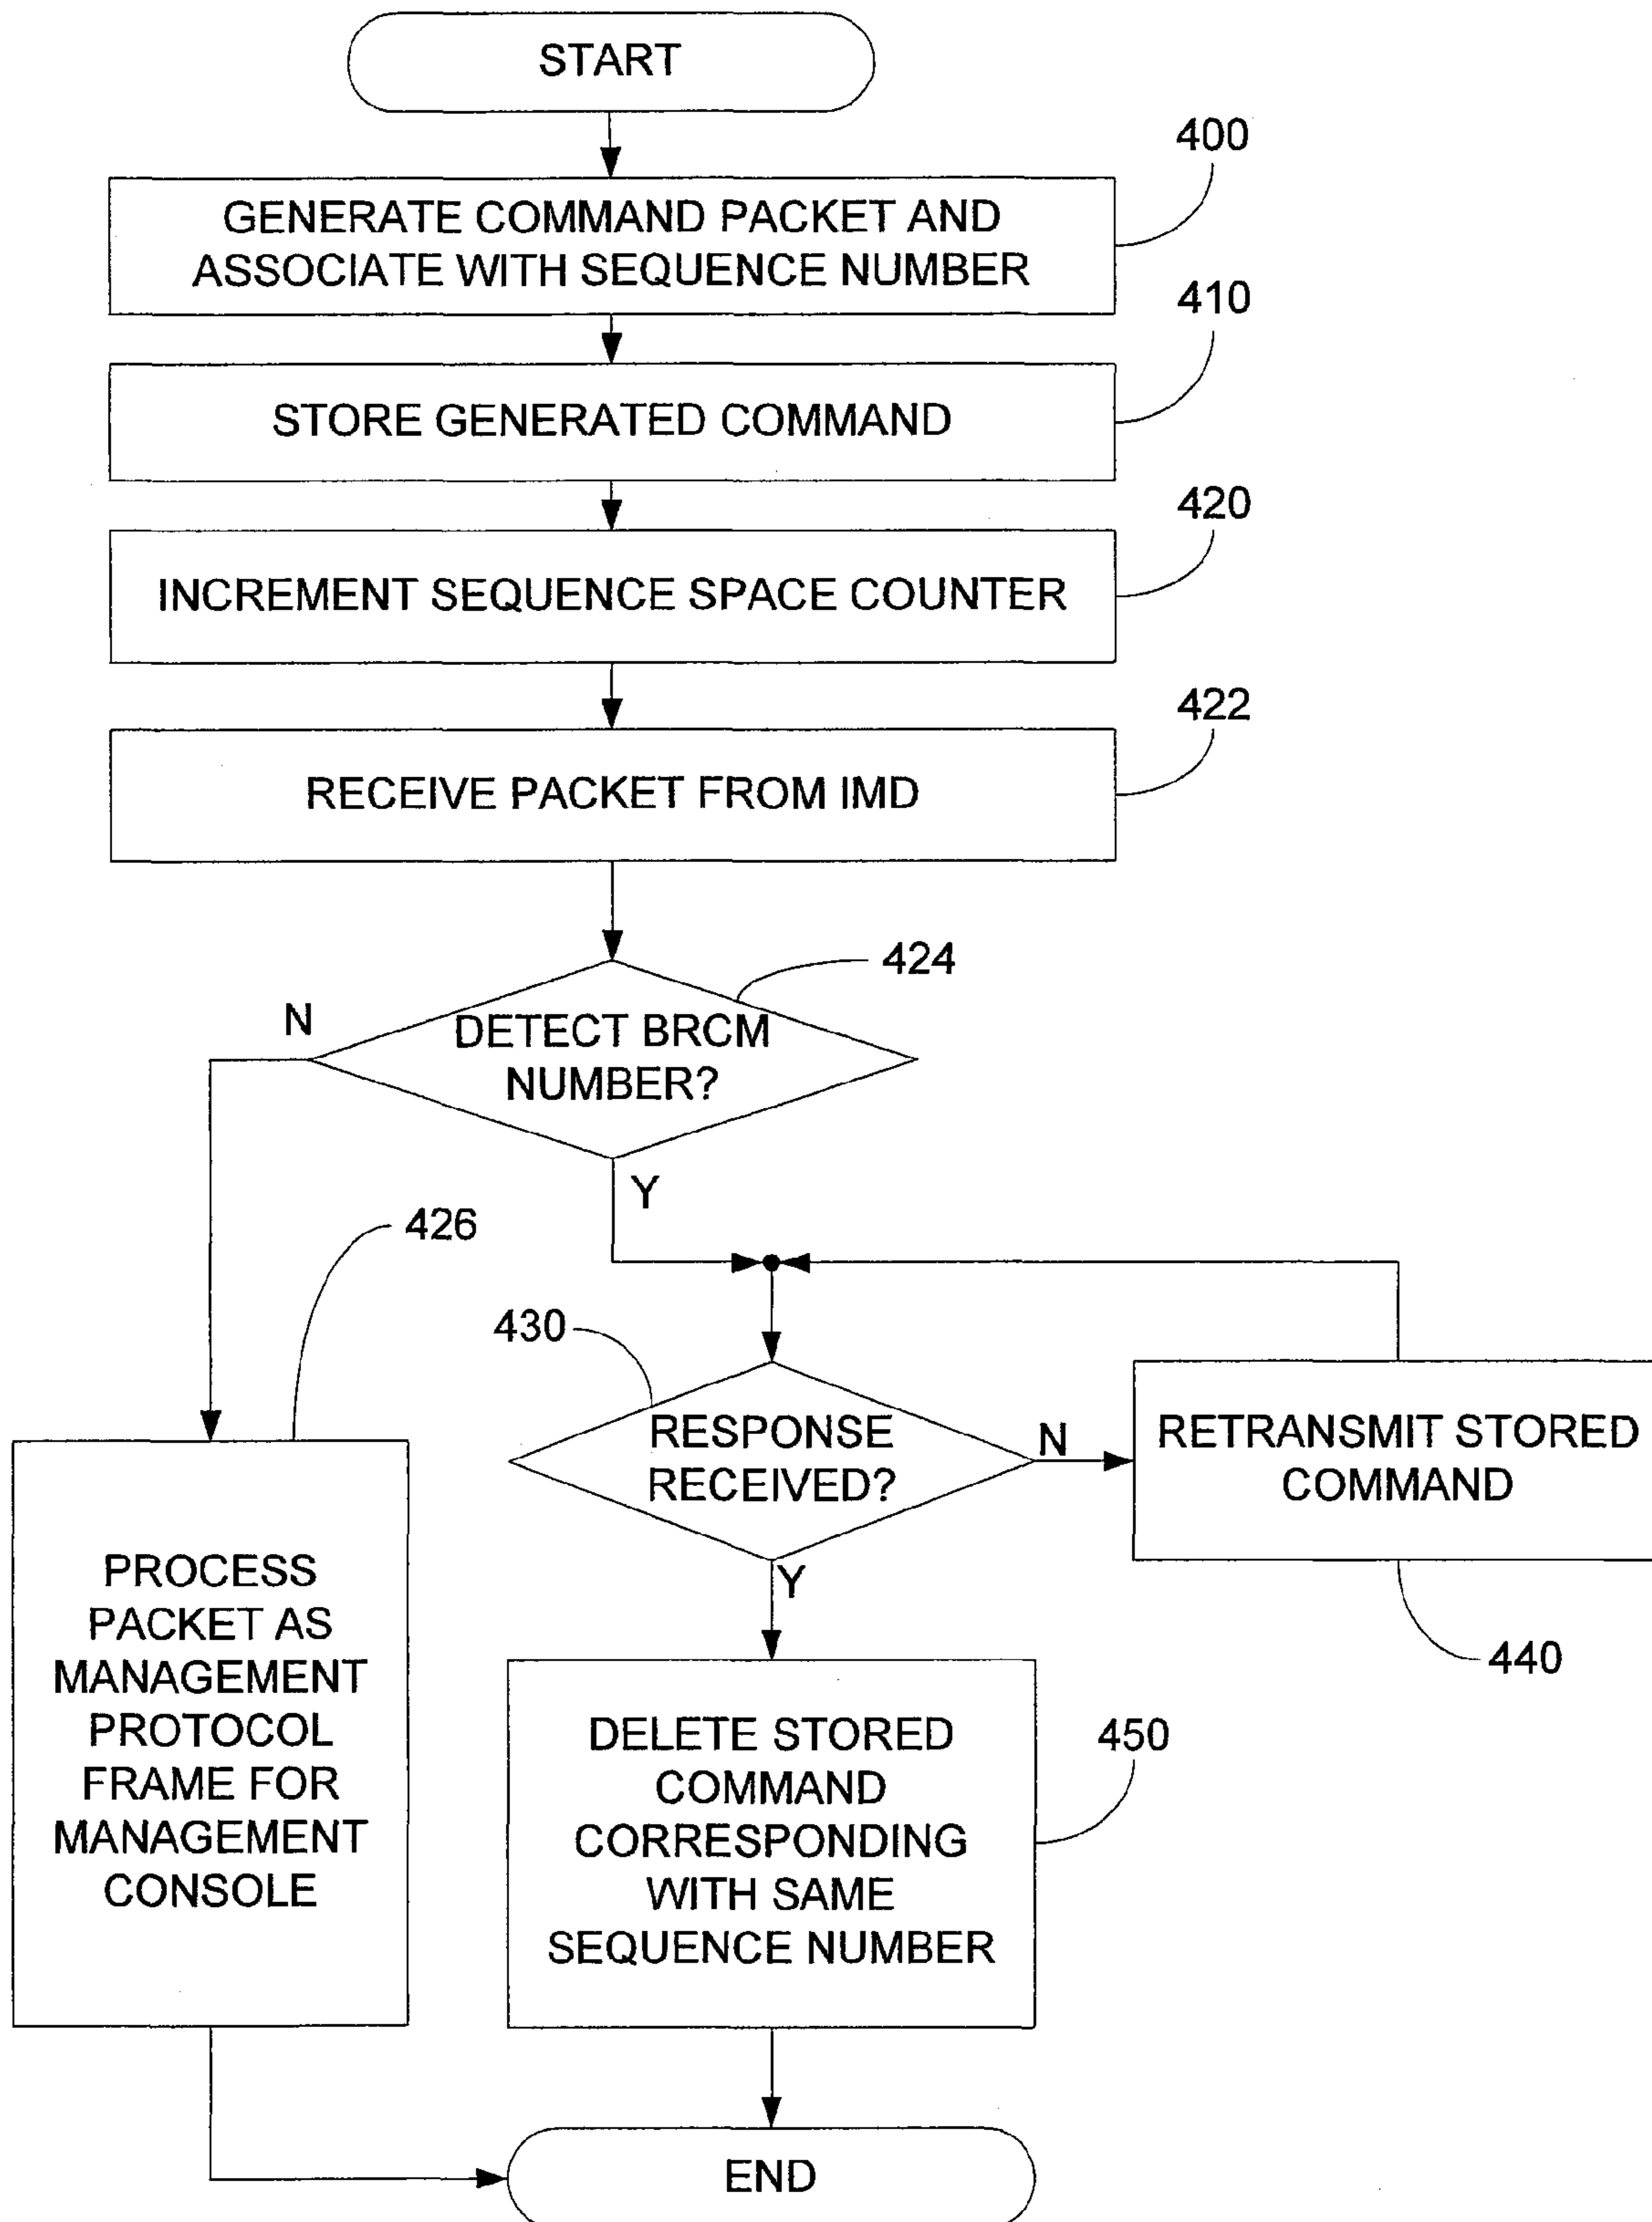 START
400
GENERATE COMMAND PACKET AND
ASSOCIATE WITH SEQUENCE NUMBER
410
STORE GENERATED COMMAND
420
INCREMENT SEQUENCE SPACE COUNTER
422
RECEIVE PACKET FROM IMD
424
N
DETECT BRCM
NUMBER?
Y
426
430
RESPONSE
RECEIVED?
N
RETRANSMIT STORED
COMMAND
440
Y
PROCESS
PACKET AS
MANAGEMENT
PROTOCOL
FRAME FOR
MANAGEMENT
CONSOLE
DELETE STORED
COMMAND
CORRESPONDING
WITH SAME
SEQUENCE NUMBER
450
END